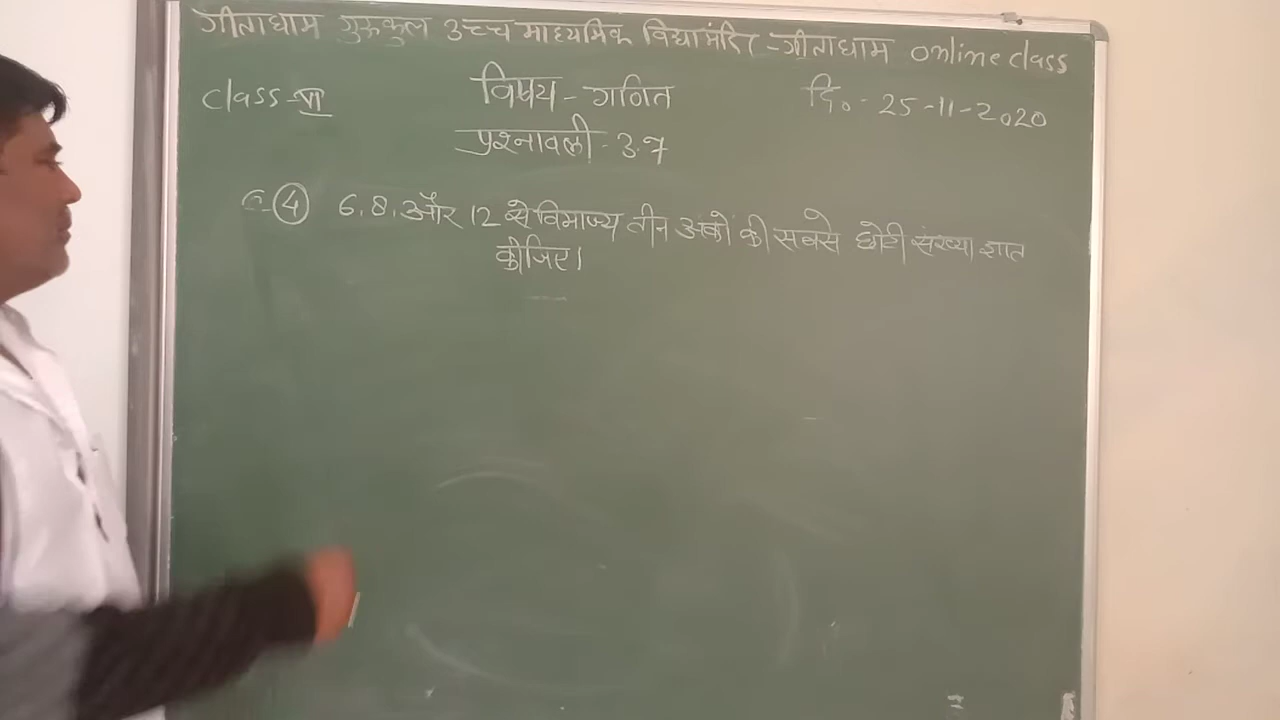 गीताधाम गुरुकुल उच्च माध्यमिक विद्यामंदिर -गीताधाम online class
class-VI विषय - गणित दि०- 25-11-2020
प्रश्नावली - 3.7
④ 6, 8, और 12 से विभाज्य तीन अंकों की सबसे छोटी संख्या ज्ञात
कीजिए।